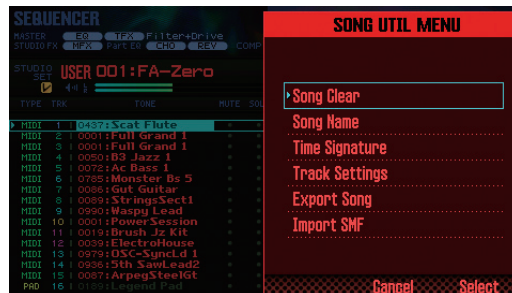 SEQUENCER
MASTER EQ TFX Filter+Drive
STUDIO FX MFX Part EQ CHO REV COMP
STUDIO SET USER 001:FA-Zero
TYPE TRK TONE MUTE SOL
MIDI 1 0437:Scat Flute
MIDI 2 0001:Full Grand 1
MIDI 3 0001:Full Grand 1
MIDI 4 0050:B3 Jazz 1
MIDI 5 0072:Ac Bass 1
MIDI 6 0785:Monster Bs 5
MIDI 7 0086:Gut Guitar
MIDI 8 0089:StringsSect1
MIDI 9 0990:Waspy Lead
MIDI 10 0001:PowerSession
MIDI 11 0019:Brush Jz Kit
MIDI 12 0039:ElectroHouse
MIDI 13 0979:OSC-SyncLd 1
MIDI 14 0936:5th SawLead2
MIDI 15 0087:ArpegSteelGt
PAD 16 0189:Legend Pad
SONG UTIL MENU
Song Clear
Song Name
Time Signature
Track Settings
Export Song
Import SMF
Cancel Select